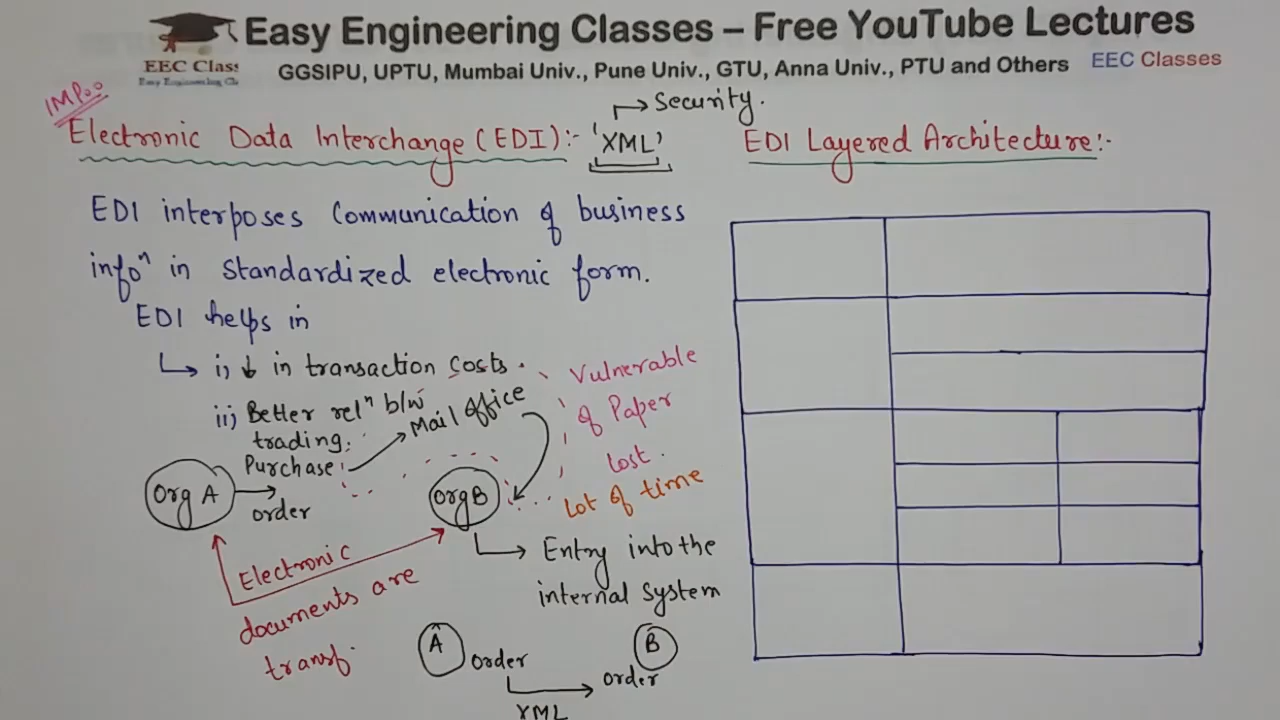 Easy Engineering Classes – Free YouTube Lectures
EEC Clas
GGSIPU, UPTU, Mumbai Univ., Pune Univ., GTU, Anna Univ., PTU and Others
EEC Classes
IMP
Security.
Electronic Data Interchange (EDI):- 'XML'
EDI Layered Architecture:-
EDI interposes Communication of business
infoⁿ in Standardized electronic form.
EDI helps in
i) ↓ in transaction costs.
ii) Better relⁿ b/w
trading.
Purchase
order
Mail office
Vulnerable
of Paper
lost.
Lot of time
Org A
Org B
Entry into the
internal System
Electronic
documents are
transf.
A
order
B
order
XML